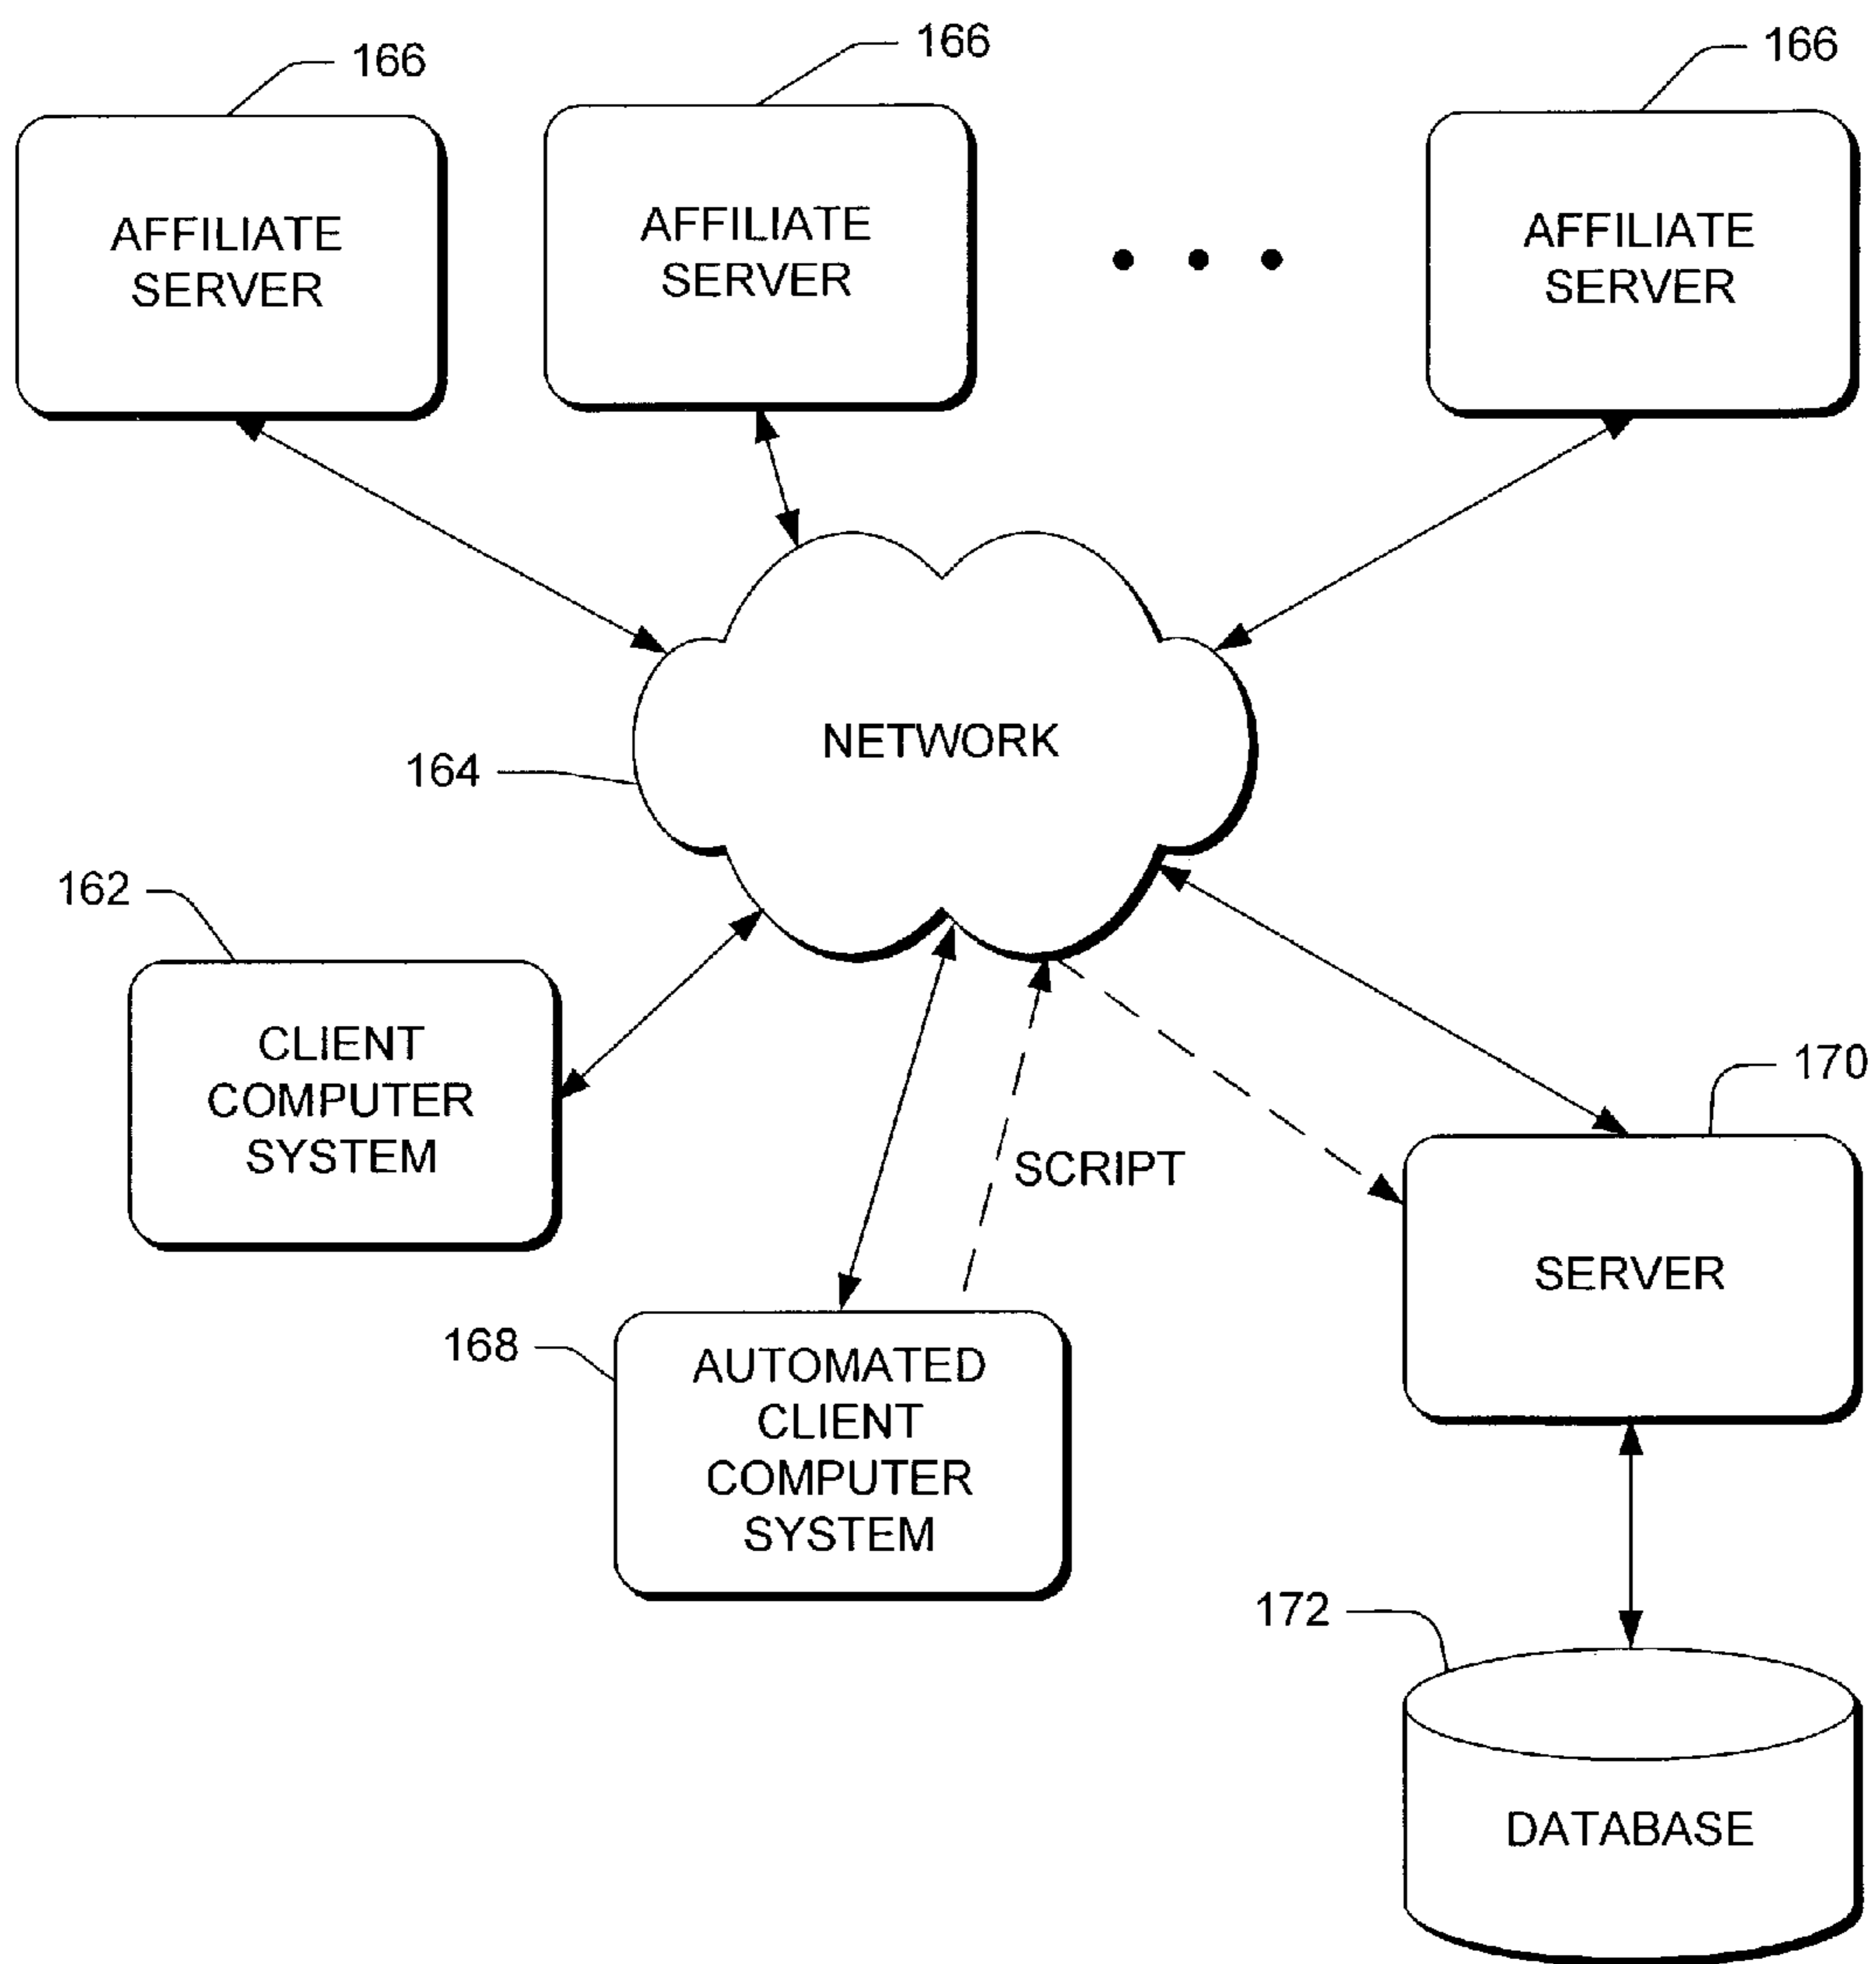 166
166
166
AFFILIATE
SERVER
AFFILIATE
SERVER
AFFILIATE
SERVER
NETWORK
164
162
CLIENT
COMPUTER
SYSTEM
170
SCRIPT
SERVER
168
AUTOMATED
CLIENT
COMPUTER
SYSTEM
172
DATABASE